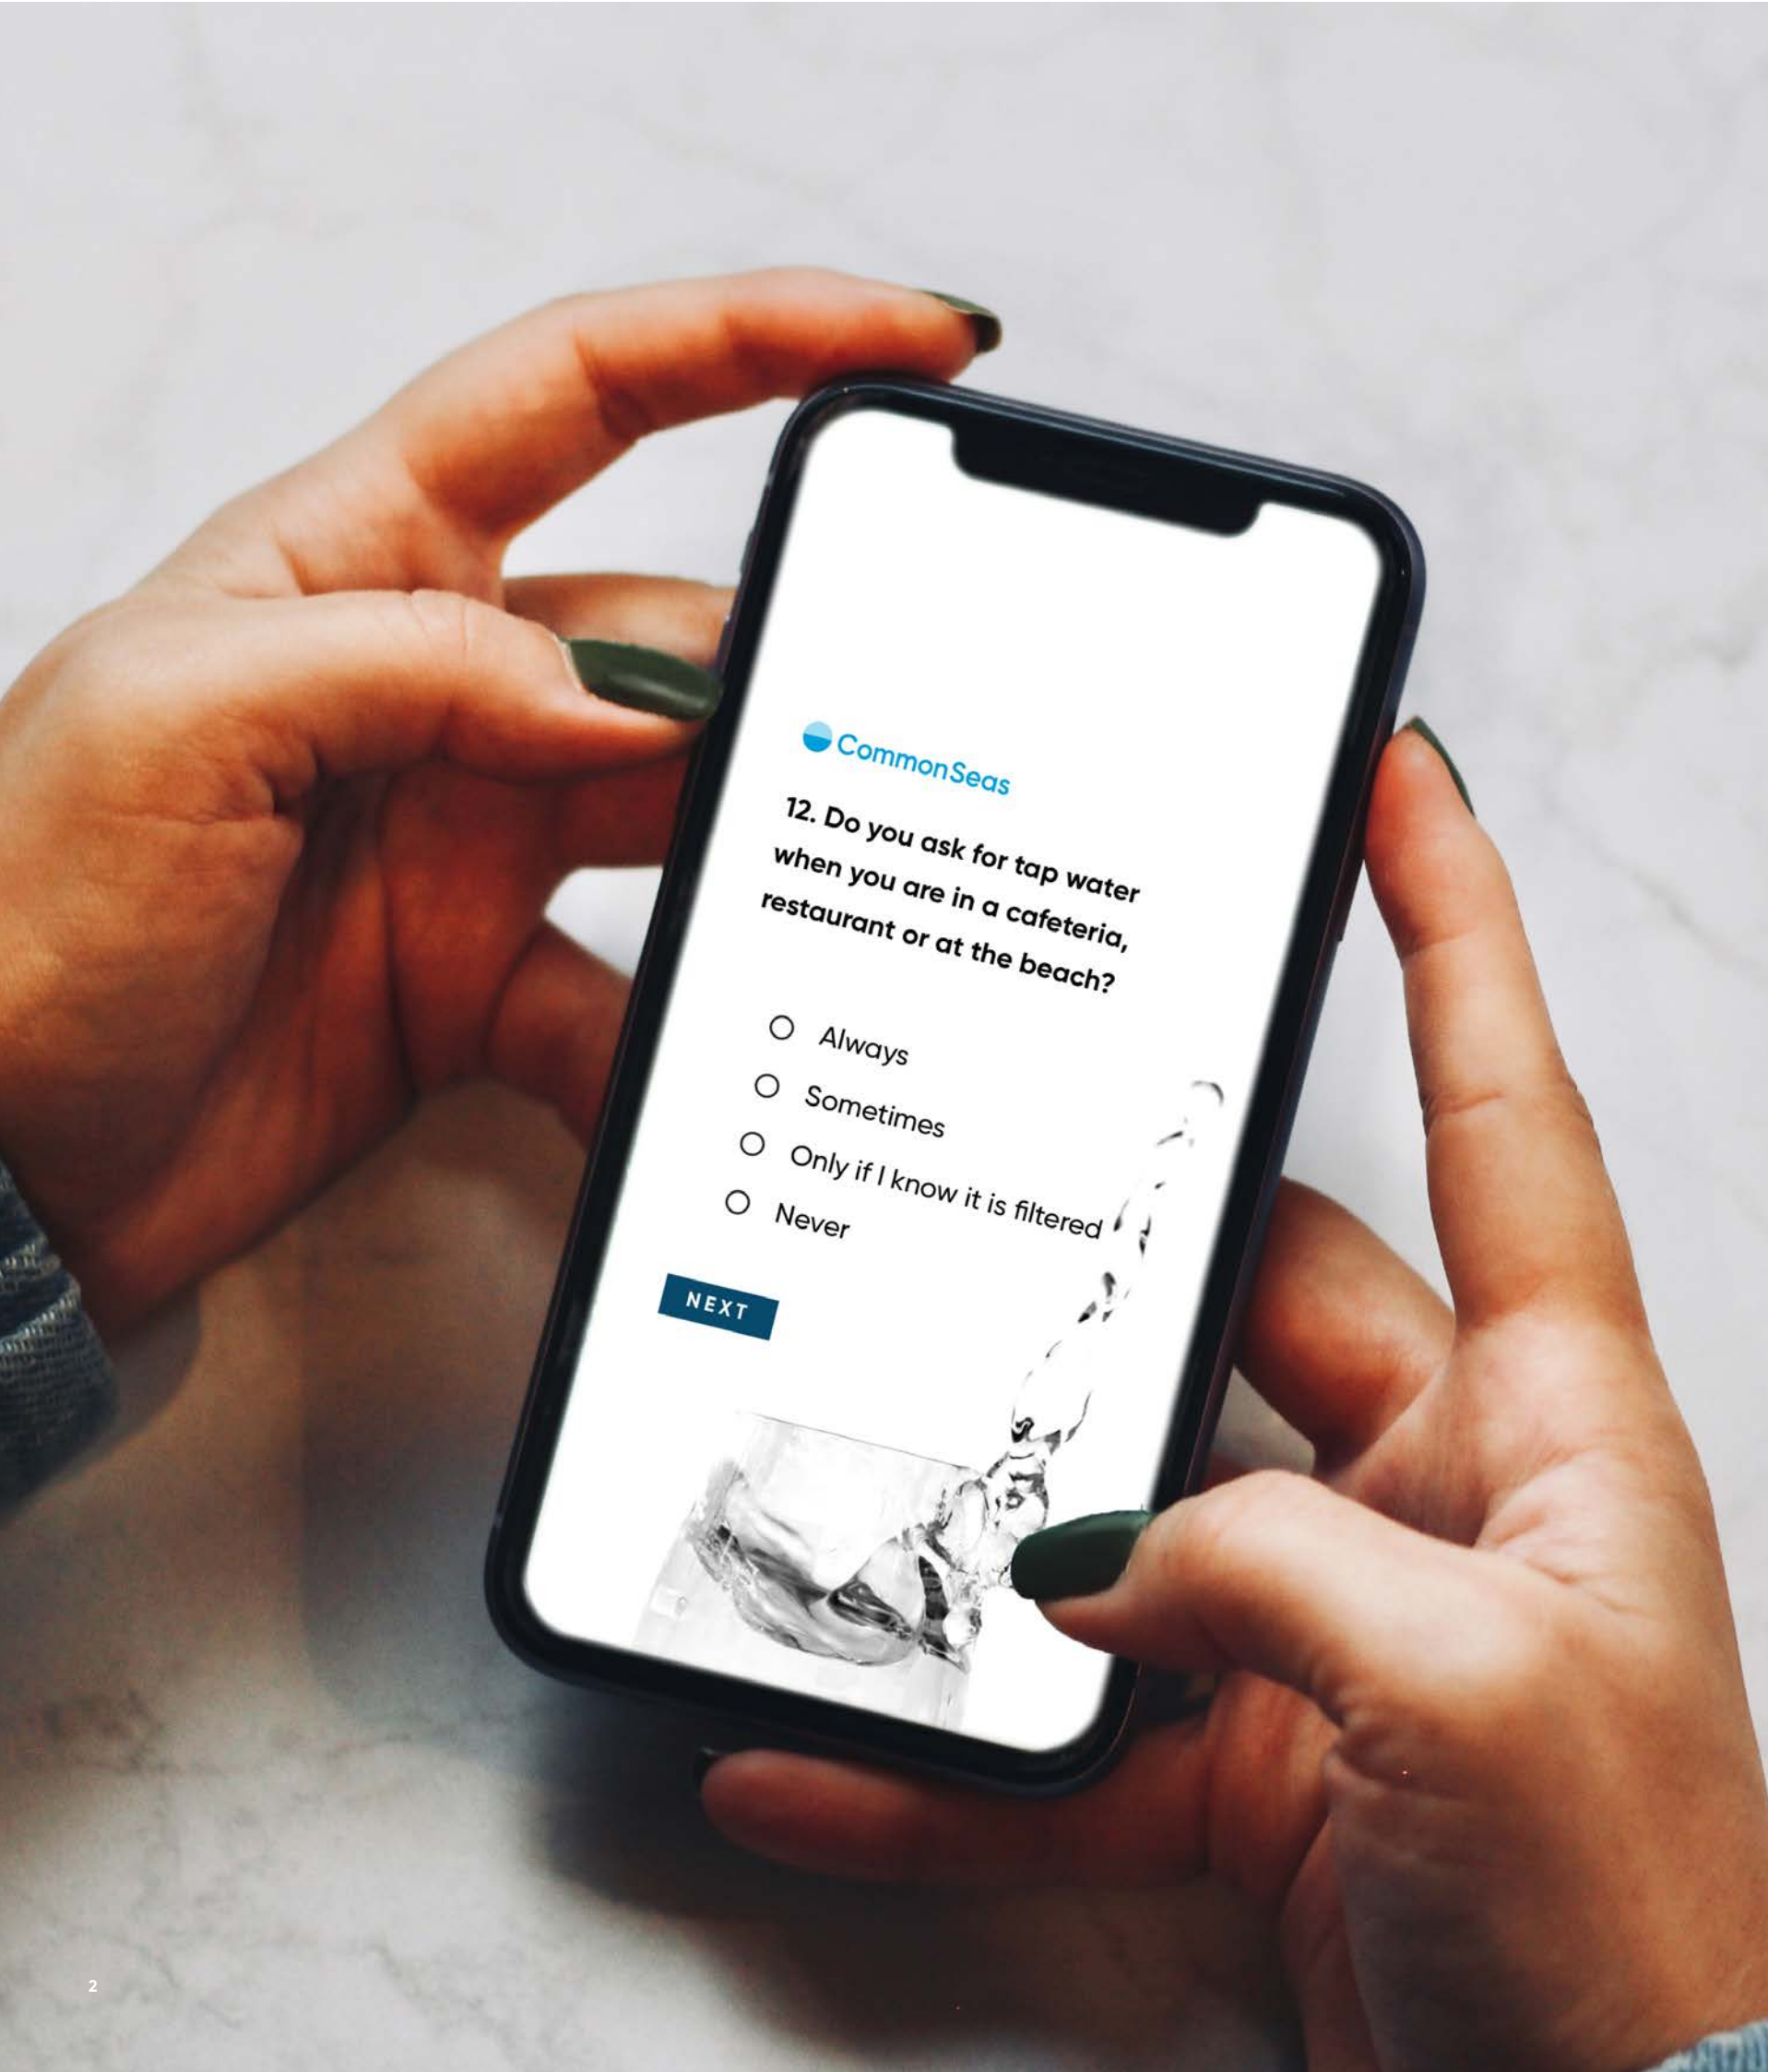 CommonSeas
12. Do you ask for tap water
when you are in a cafeteria,
restaurant or at the beach?
Always
Sometimes
Only if I know it is filtered
Never
NEXT
2